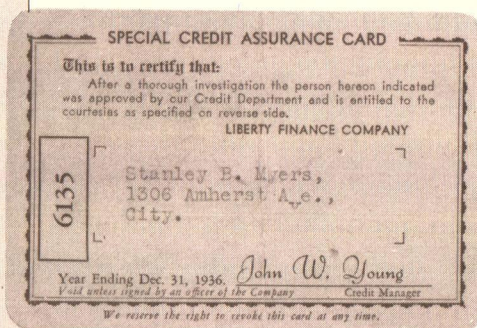 SPECIAL CREDIT ASSURANCE CARD
This is to certify that:
After a thorough investigation the person hereon indicated
was approved by our Credit Department and is entitled to the
courtesies as specified on reverse side.
LIBERTY FINANCE COMPANY
6135
Stanley B. Myers,
1306 Amherst A e.,
v
City.
Year Ending Dec. 31, 1936. John W. Young
Void unless signed by an officer of the Company Credit Manager
We reserve the right to revoke this card at any time.